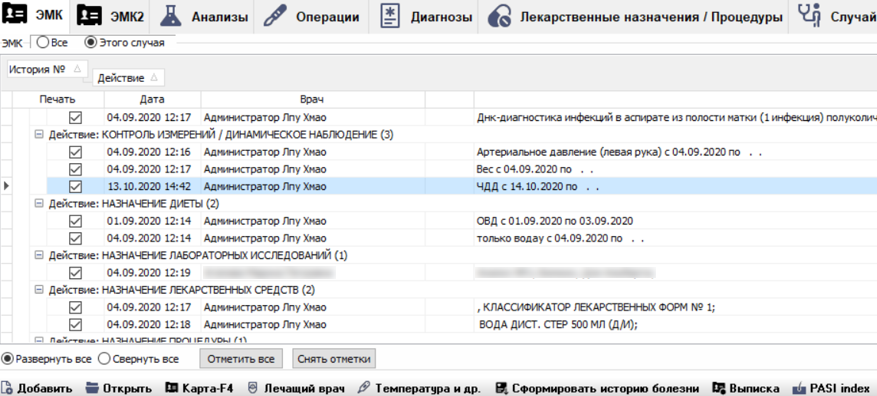 ЭМК ЭМК2 Анализы Операции Диагнозы Лекарственные назначения / Процедуры Случай
ЭМК Все Этого случая
История №
Действие
Печать Дата Врач
04.09.2020 12:17 Администратор Лпу Хмао Днк-диагностика инфекций в аспирате из полости матки (1 инфекция) полуколич
Действие: КОНТРОЛЬ ИЗМЕРЕНИЙ / ДИНАМИЧЕСКОЕ НАБЛЮДЕНИЕ (3)
04.09.2020 12:16 Администратор Лпу Хмао Артериальное давление (левая рука) с 04.09.2020 по . .
04.09.2020 12:17 Администратор Лпу Хмао Вес с 04.09.2020 по . .
13.10.2020 14:42 Администратор Лпу Хмао ЧДД с 14.10.2020 по . .
Действие: НАЗНАЧЕНИЕ ДИЕТЫ (2)
01.09.2020 12:14 Администратор Лпу Хмао ОВД с 01.09.2020 по 03.09.2020
04.09.2020 12:14 Администратор Лпу Хмао только водау с 04.09.2020 по . .
Действие: НАЗНАЧЕНИЕ ЛАБОРАТОРНЫХ ИССЛЕДОВАНИЙ (1)
04.09.2020 12:19
Действие: НАЗНАЧЕНИЕ ЛЕКАРСТВЕННЫХ СРЕДСТВ (2)
04.09.2020 12:17 Администратор Лпу Хмао , КЛАССИФИКАТОР ЛЕКАРСТВЕННЫХ ФОРМ № 1;
04.09.2020 12:18 Администратор Лпу Хмао ВОДА ДИСТ. СТЕР 500 МЛ (Д/И);
Действие: НАЗНАЧЕНИЕ ПРОЦЕДУРЫ (1)
Развернуть все Свернуть все Отметить все Снять отметки
Добавить Открыть Карта-F4 Лечащий врач Температура и др. Сформировать историю болезни Выписка PASI index